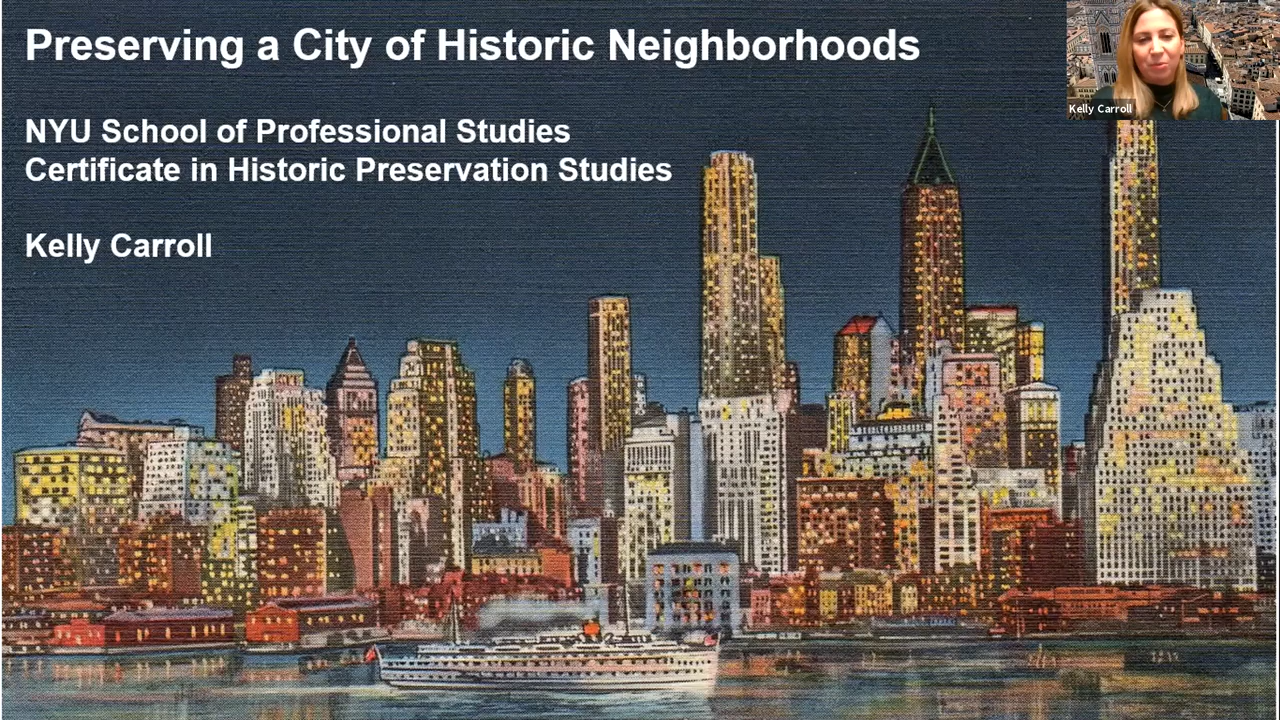 Preserving a City of Historic Neighborhoods
NYU School of Professional Studies
Certificate in Historic Preservation Studies
Kelly Carroll
Kelly Carroll